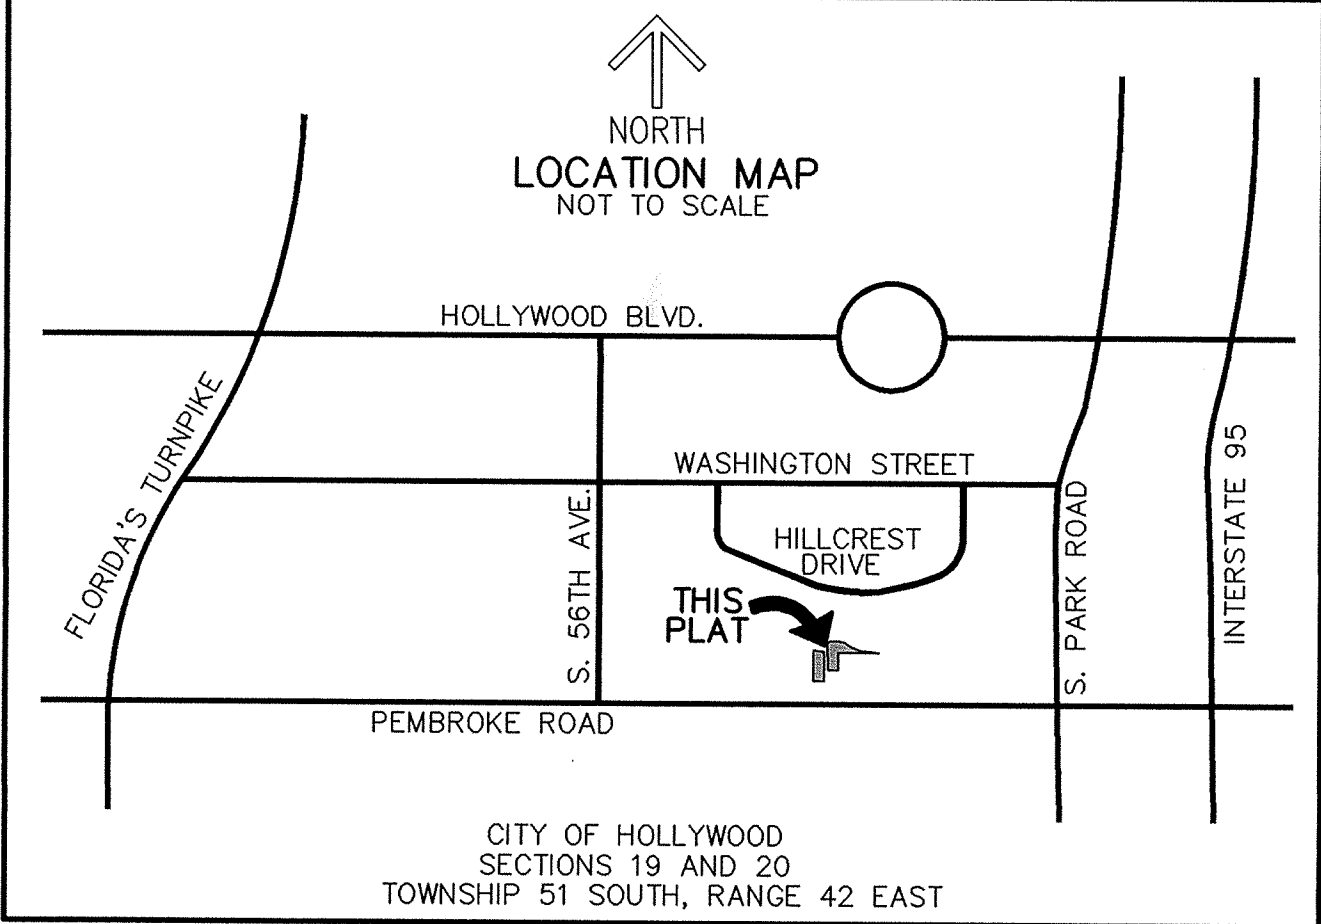 NORTH
LOCATION MAP
NOT TO SCALE
HOLLYWOOD BLVD.
FLORIDA'S TURNPIKE
WASHINGTON STREET
S. 56TH AVE.
HILLCREST
DRIVE
S. PARK ROAD
INTERSTATE 95
THIS
PLAT
PEMBROKE ROAD
CITY OF HOLLYWOOD
SECTIONS 19 AND 20
TOWNSHIP 51 SOUTH, RANGE 42 EAST